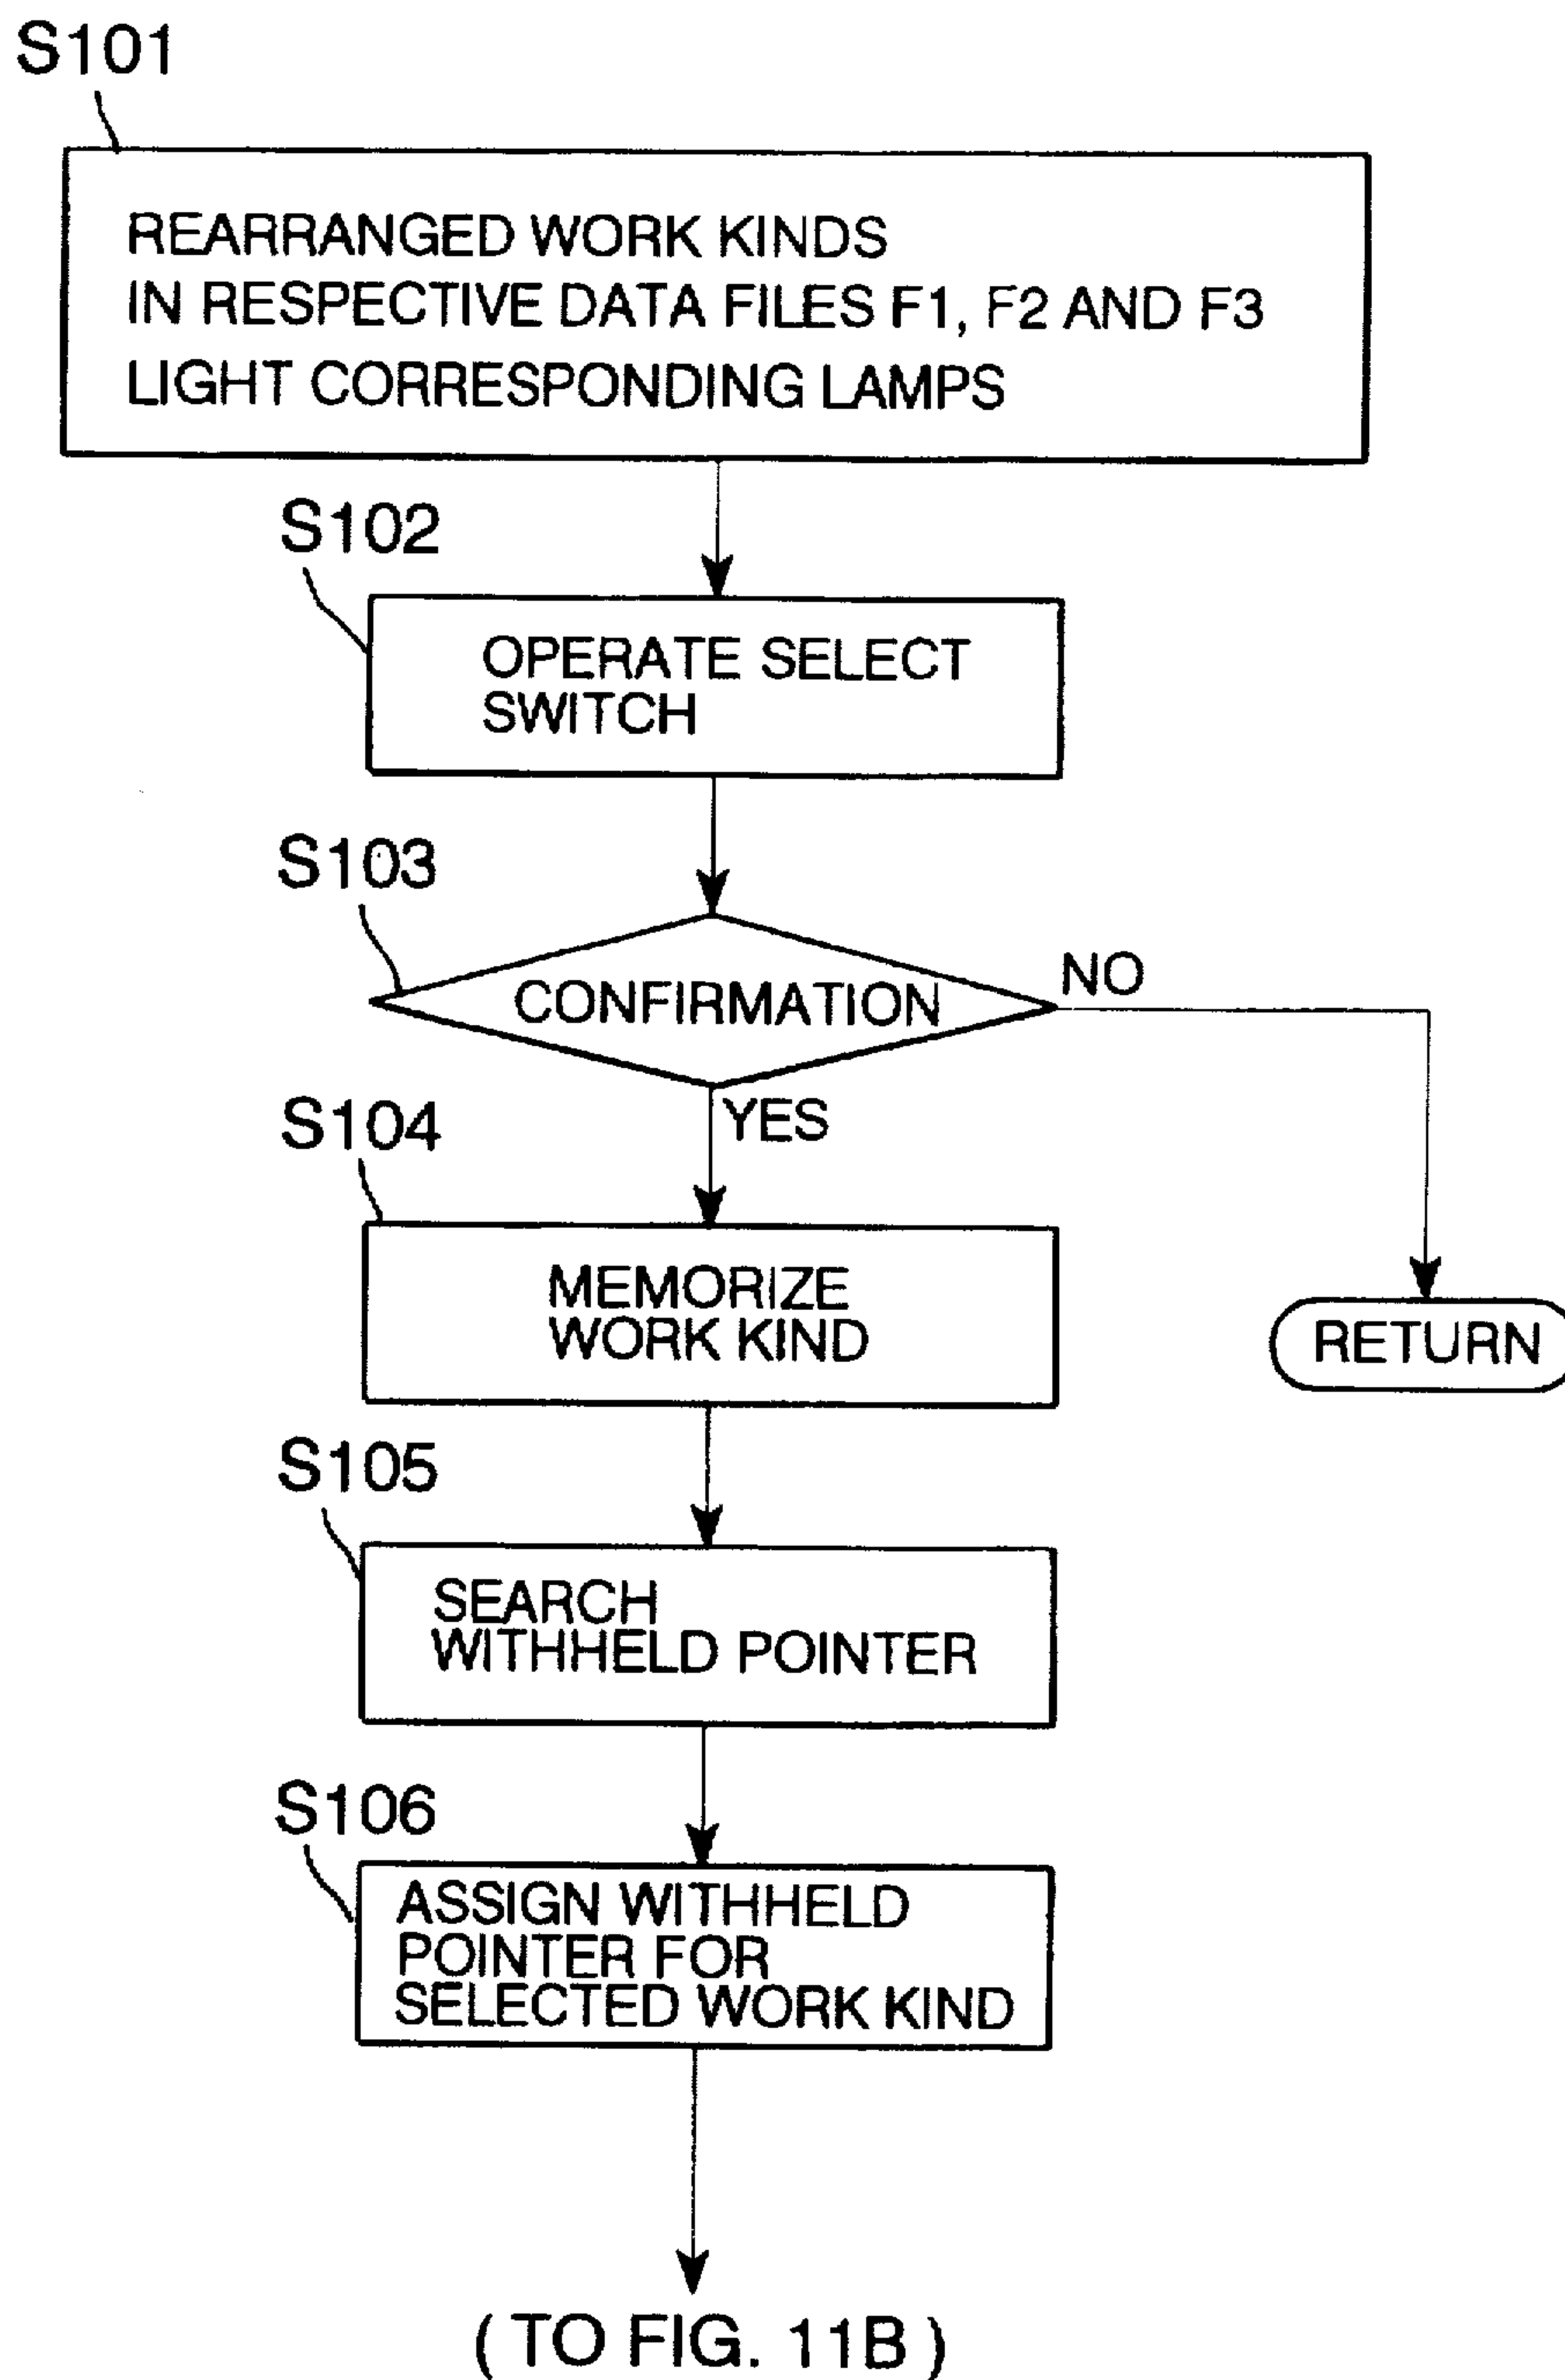 S101
REARRANGED WORK KINDS
IN RESPECTIVE DATA FILES F1, F2 AND F3
LIGHT CORRESPONDING LAMPS
S102
OPERATE SELECT
SWITCH
S103
CONFIRMATION
NO
YES
S104
MEMORIZE
WORK KIND
RETURN
S105
SEARCH
WITHHELD POINTER
S106
ASSIGN WITHHELD
POINTER FOR
SELECTED WORK KIND
( TO FIG. 11B )